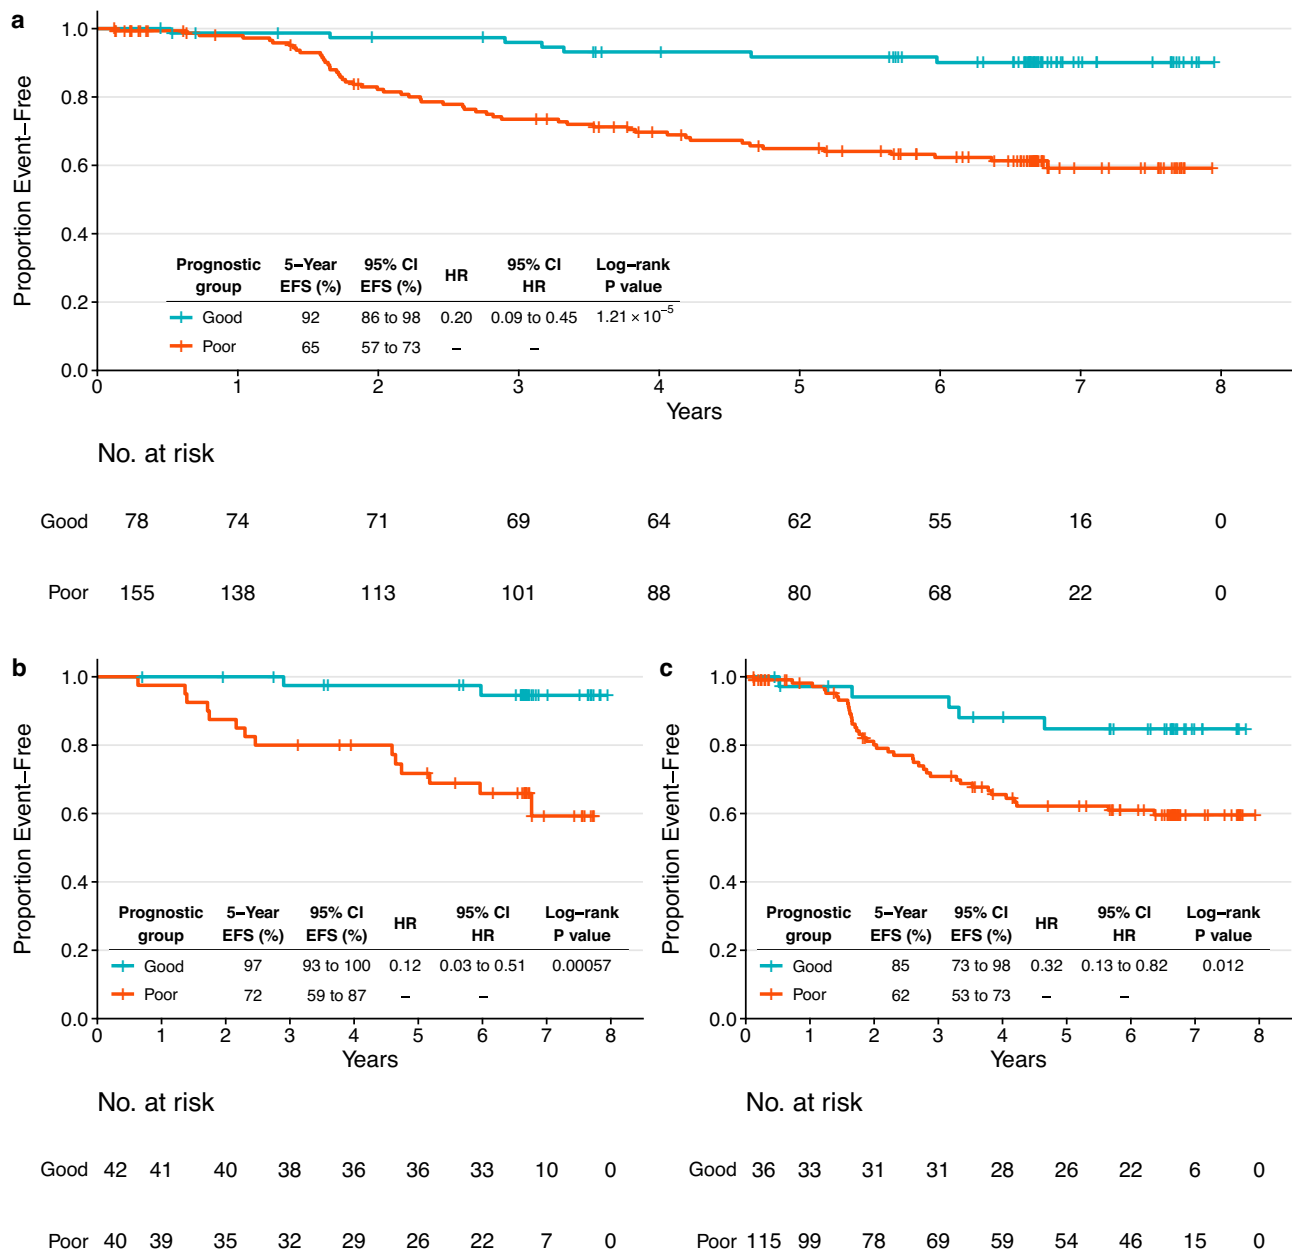 a
Proportion Event–Free
1.0
0.8
0.6
0.4
0.2
0.0
Prognostic group 5–Year EFS (%) 95% CI EFS (%) HR 95% CI HR Log–rank P value
Good 92 86 to 98 0.20 0.09 to 0.45 1.21 × 10⁻⁵
Poor 65 57 to 73 – –
0 1 2 3 4 5 6 7 8
Years
No. at risk
Good 78 74 71 69 64 62 55 16 0
Poor 155 138 113 101 88 80 68 22 0
b
Proportion Event–Free
1.0
0.8
0.6
0.4
0.2
0.0
Prognostic group 5–Year EFS (%) 95% CI EFS (%) HR 95% CI HR Log–rank P value
Good 97 93 to 100 0.12 0.03 to 0.51 0.00057
Poor 72 59 to 87 – –
0 1 2 3 4 5 6 7 8
Years
No. at risk
Good 42 41 40 38 36 36 33 10 0
Poor 40 39 35 32 29 26 22 7 0
c
Proportion Event–Free
1.0
0.8
0.6
0.4
0.2
0.0
Prognostic group 5–Year EFS (%) 95% CI EFS (%) HR 95% CI HR Log–rank P value
Good 85 73 to 98 0.32 0.13 to 0.82 0.012
Poor 62 53 to 73 – –
0 1 2 3 4 5 6 7 8
Years
No. at risk
Good 36 33 31 31 28 26 22 6 0
Poor 115 99 78 69 59 54 46 15 0